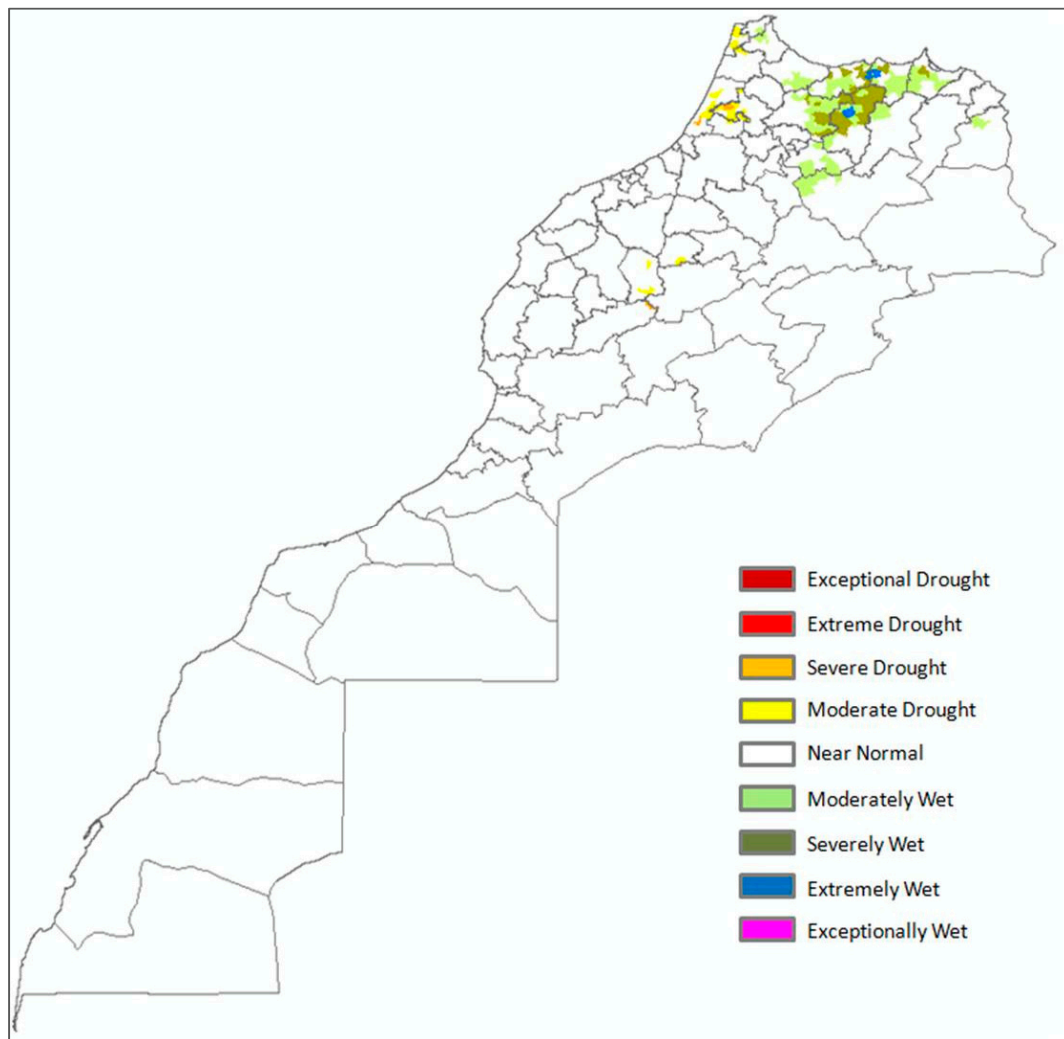 Exceptional Drought
Extreme Drought
Severe Drought
Moderate Drought
Near Normal
Moderately Wet
Severely Wet
Extremely Wet
Exceptionally Wet